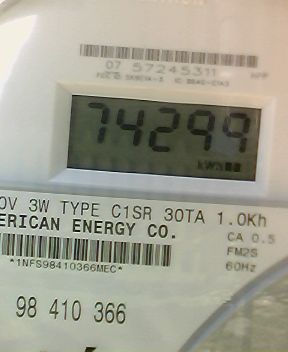 07 57245311
74299
kWh
0V 3W TYPE C1SR 30TA 1.0Kh
ERICAN ENERGY CO.
CA 0.5
FM2S
60Hz
*1NFS98410366MEC*
98 410 366